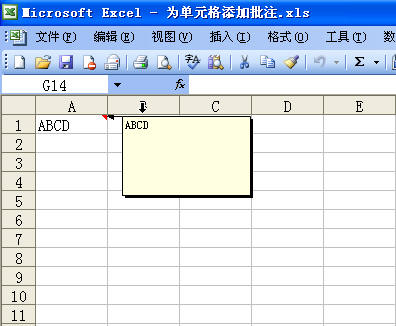 Microsoft Excel - 为单元格添加批注.xls
文件(F) 编辑(E) 视图(V) 插入(I) 格式(O) 工具(T) 数
G14 fx
A B C D E
1 ABCD ABCD
2
3
4
5
6
7
8
9
10
11